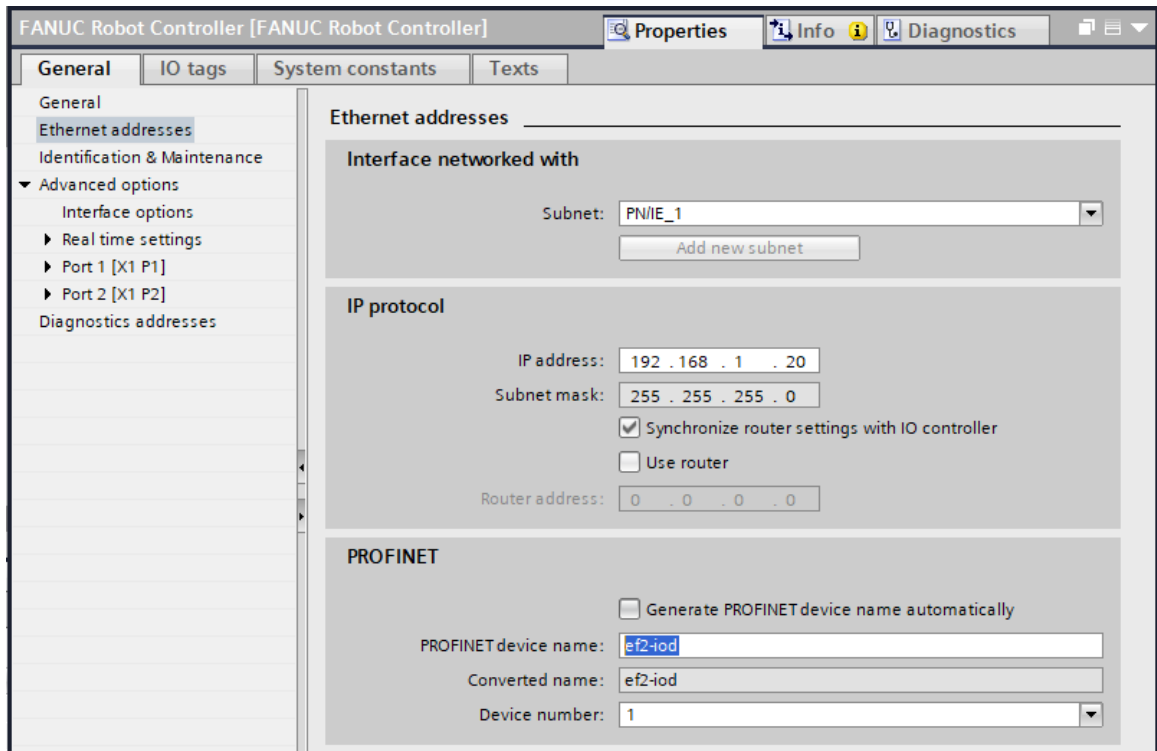 FANUC Robot Controller [FANUC Robot Controller] Properties Info Diagnostics
General IO tags System constants Texts
General
Ethernet addresses
Identification & Maintenance
Advanced options
Interface options
Real time settings
Port 1 [X1 P1]
Port 2 [X1 P2]
Diagnostics addresses
Ethernet addresses
Interface networked with
Subnet: PN/IE_1
Add new subnet
IP protocol
IP address: 192 . 168 . 1 . 20
Subnet mask: 255 . 255 . 255 . 0
Synchronize router settings with IO controller
Use router
Router address: 0 . 0 . 0 . 0
PROFINET
Generate PROFINET device name automatically
PROFINET device name: ef2-iod
Converted name: ef2-iod
Device number: 1